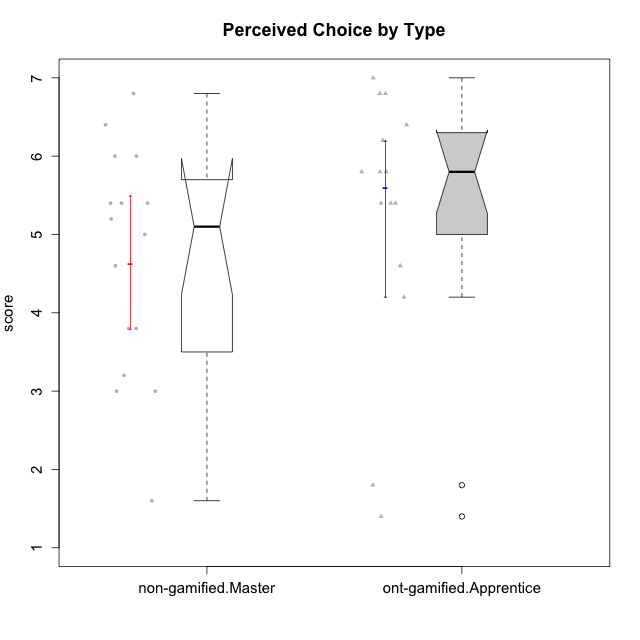 Perceived Choice by Type
7
6
5
4
3
2
1
score
non-gamified.Master
ont-gamified.Apprentice